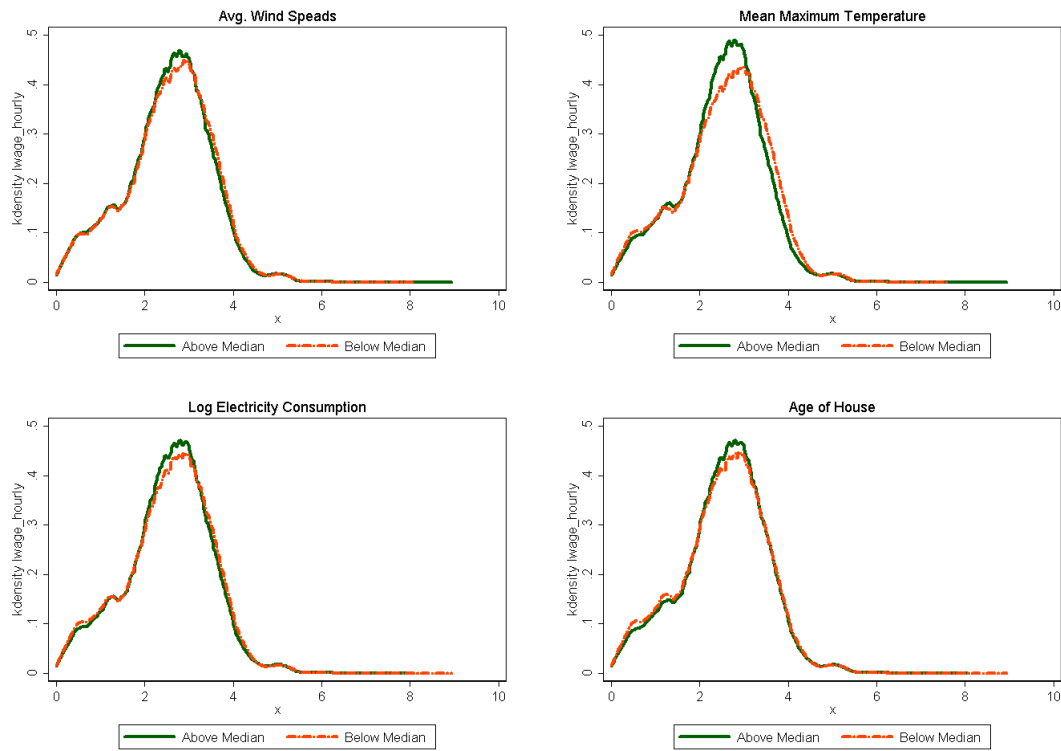 Avg. Wind Speads
kdensity lwage_hourly
0 .1 .2 .3 .4 .5
0 2 4 6 8 10
x
Above Median Below Median
Mean Maximum Temperature
kdensity lwage_hourly
0 .1 .2 .3 .4 .5
0 2 4 6 8 10
x
Above Median Below Median
Log Electricity Consumption
kdensity lwage_hourly
0 .1 .2 .3 .4 .5
0 2 4 6 8 10
x
Above Median Below Median
Age of House
kdensity lwage_hourly
0 .1 .2 .3 .4 .5
0 2 4 6 8 10
x
Above Median Below Median